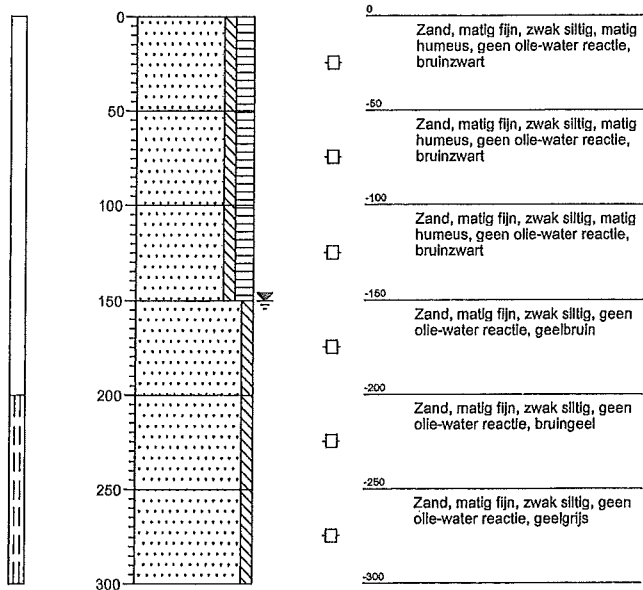 0
50
100
150
200
250
300
0
Zand, matig fijn, zwak siltig, matig
humeus, geen olie-water reactie,
bruinzwart
-50
Zand, matig fijn, zwak siltig, matig
humeus, geen olie-water reactie,
bruinzwart
-100
Zand, matig fijn, zwak siltig, matig
humeus, geen olie-water reactie,
bruinzwart
-150
Zand, matig fijn, zwak siltig, geen
olie-water reactie, geelbruin
-200
Zand, matig fijn, zwak siltig, geen
olie-water reactie, bruingeel
-250
Zand, matig fijn, zwak siltig, geen
olie-water reactie, geelgrijs
-300